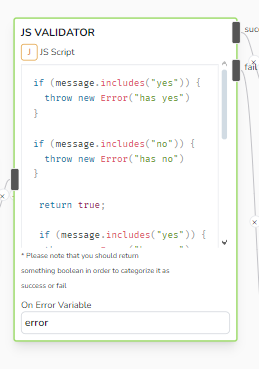 JS VALIDATOR
J JS Script
if (message.includes("yes")) {
throw new Error("has yes")
}
if (message.includes("no")) {
throw new Error("has no")
}
return true;
if (message.includes("yes")) {
* Please note that you should return
something boolean in order to categorize it as
success or fail
On Error Variable
error
succ
fail